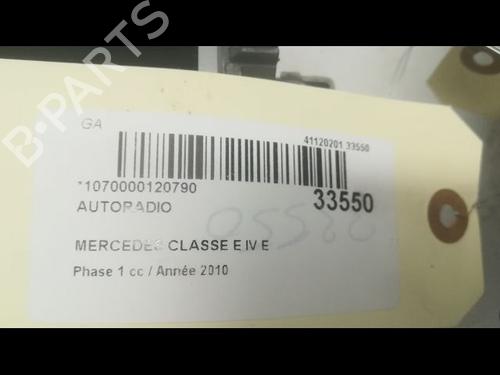 B-PARTS
GA
41120201 33550
*1070000120790
33550
AUTORADIO
MERCEDES CLASSE E IV E
Phase 1 cc / Année 2010